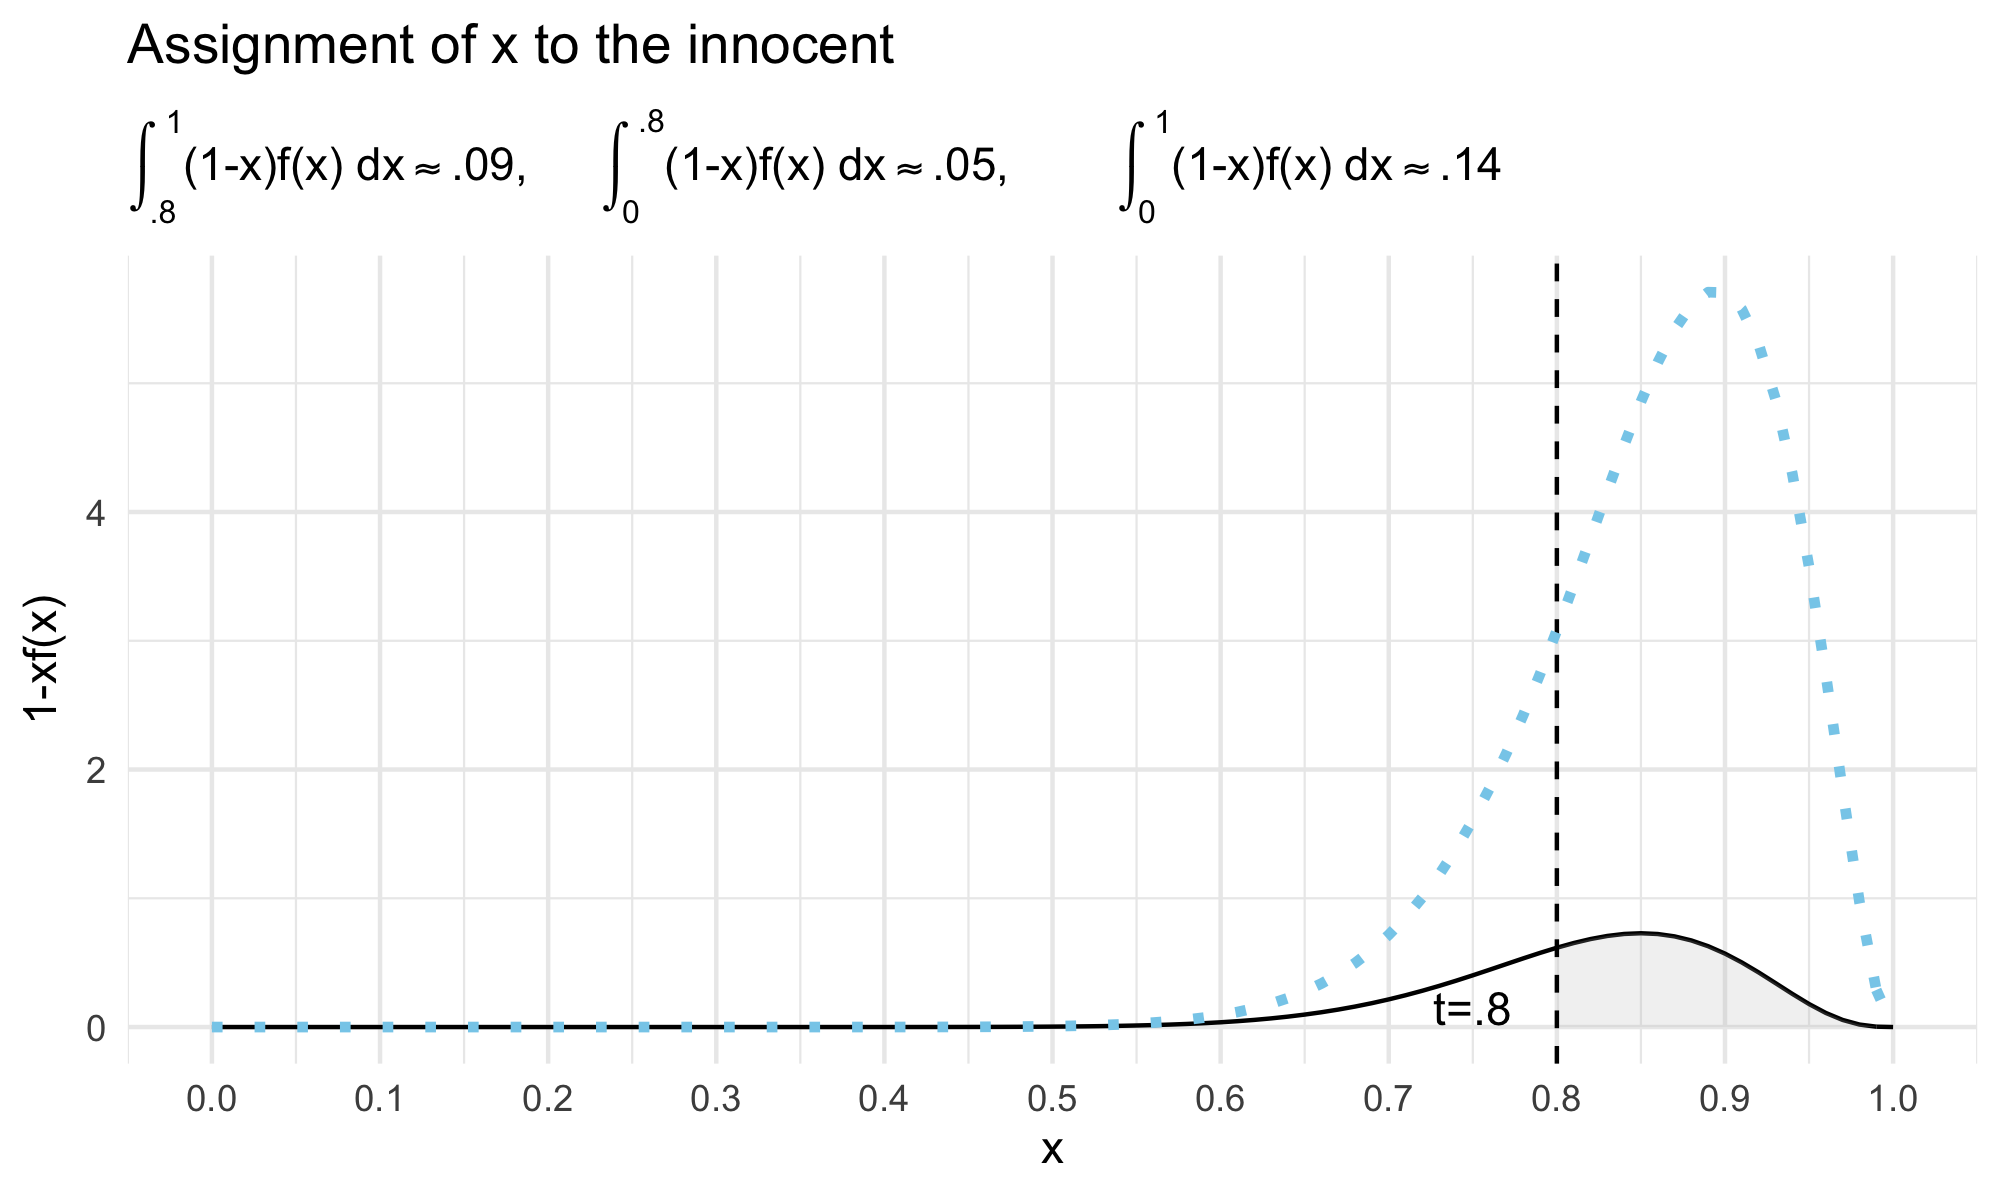 Assignment of x to the innocent
∫.8 1 (1-x)f(x) dx ≈ .09, ∫0 .8 (1-x)f(x) dx ≈ .05, ∫0 1 (1-x)f(x) dx ≈ .14
1-xf(x)
4
2
0
t=.8
0.0 0.1 0.2 0.3 0.4 0.5 0.6 0.7 0.8 0.9 1.0
x